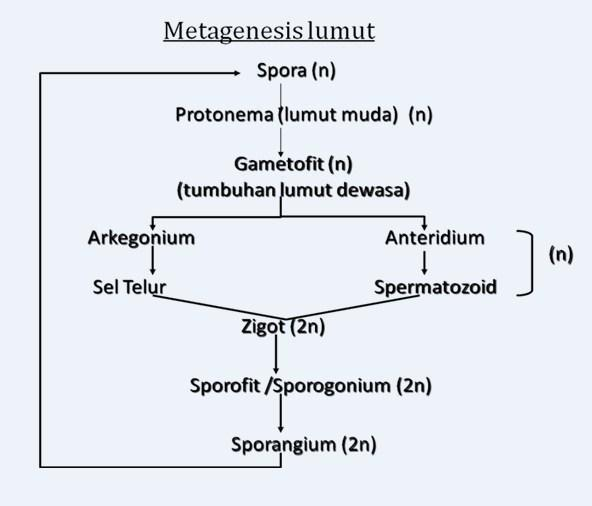 Metagenesis lumut
Spora (n)
Protonema (lumut muda) (n)
Gametofit (n)
(tumbuhan lumut dewasa)
Arkegonium
Anteridium
(n)
Sel Telur
Spermatozoid
Zigot (2n)
Sporofit /Sporogonium (2n)
Sporangium (2n)